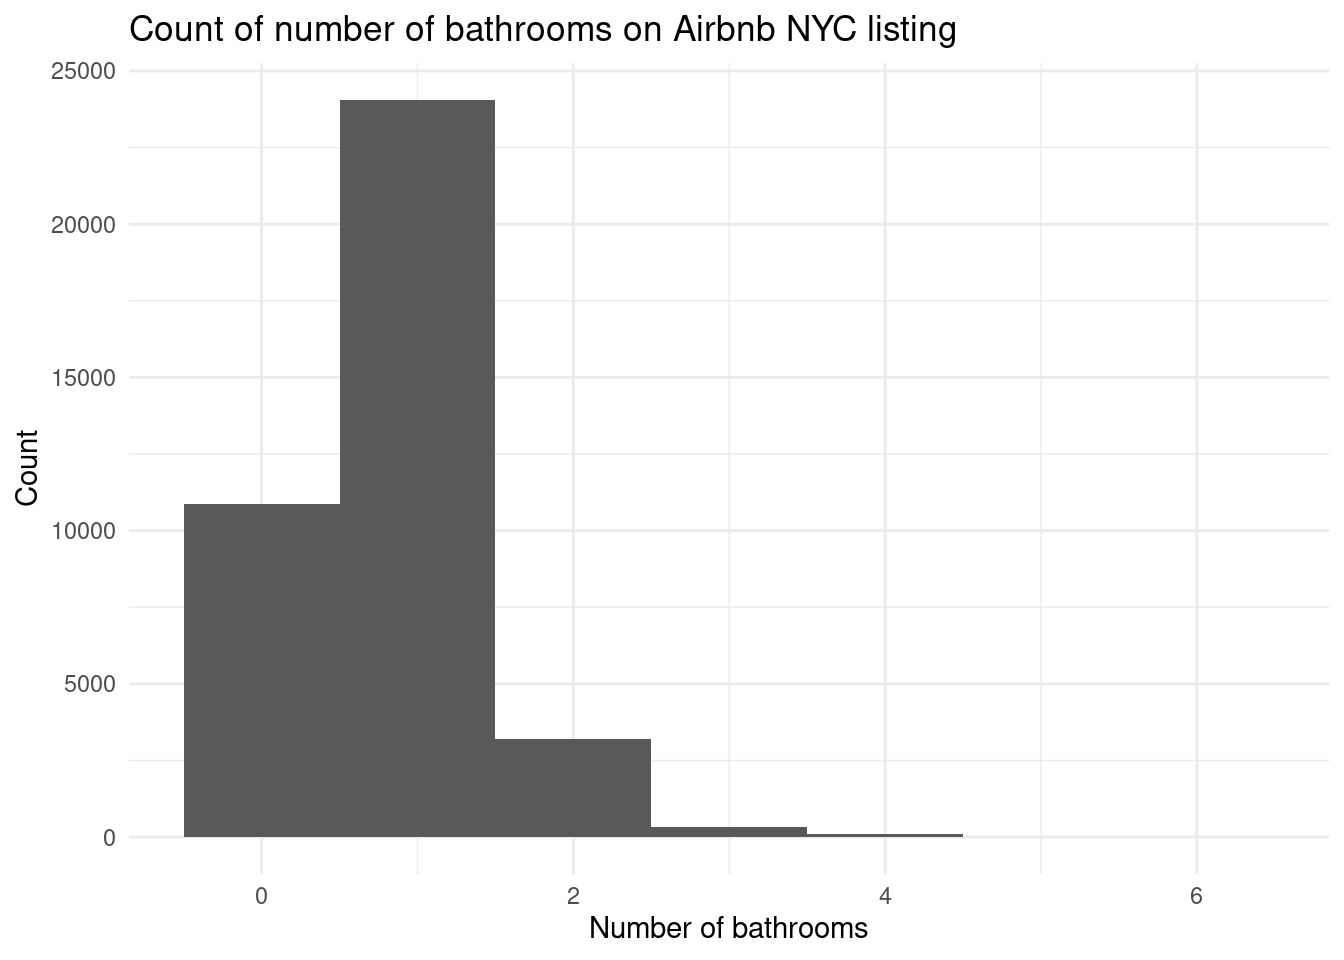 Count of number of bathrooms on Airbnb NYC listing
25000
20000
15000
10000
5000
0
Count
0 2 4 6
Number of bathrooms